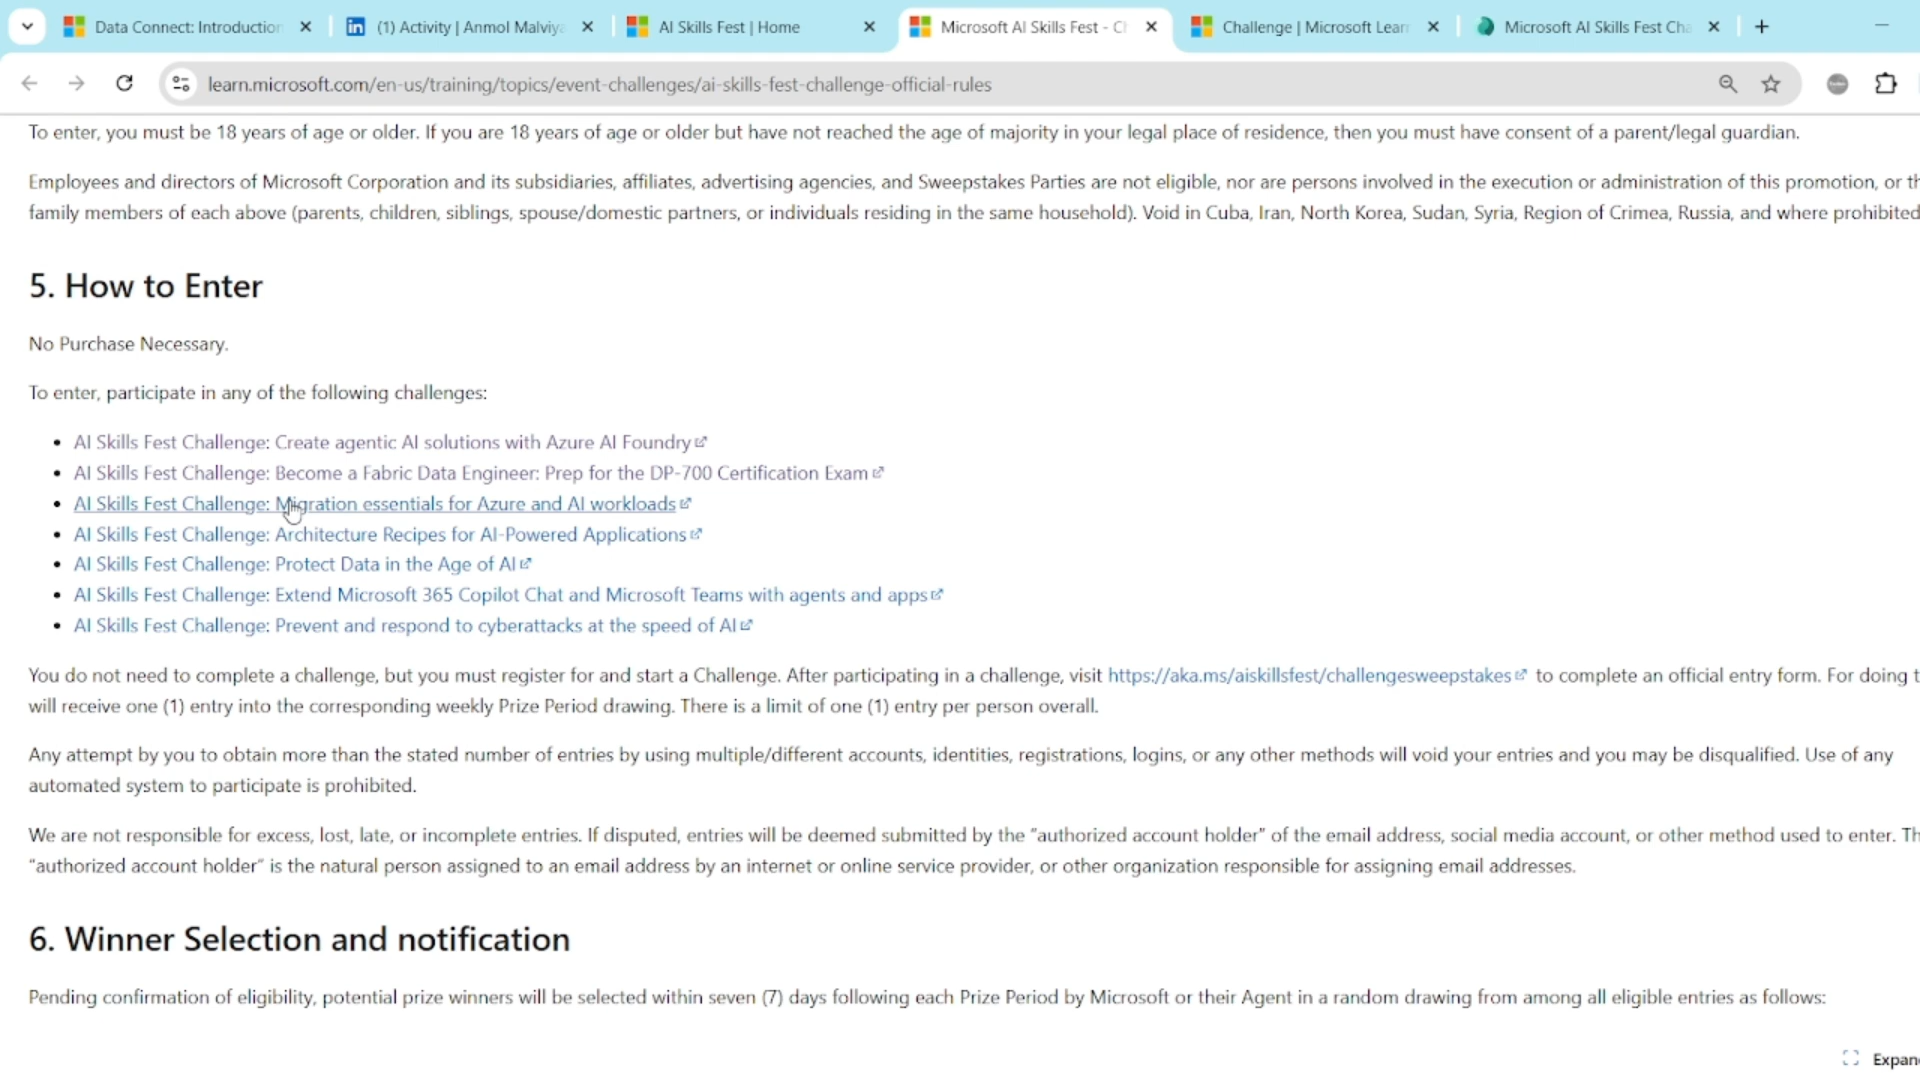 Data Connect: Introduction
(1) Activity | Anmol Malviya
AI Skills Fest | Home
Microsoft AI Skills Fest - Ch
Challenge | Microsoft Learn
Microsoft AI Skills Fest Cha
learn.microsoft.com/en-us/training/topics/event-challenges/ai-skills-fest-challenge-official-rules
To enter, you must be 18 years of age or older. If you are 18 years of age or older but have not reached the age of majority in your legal place of residence, then you must have consent of a parent/legal guardian.
Employees and directors of Microsoft Corporation and its subsidiaries, affiliates, advertising agencies, and Sweepstakes Parties are not eligible, nor are persons involved in the execution or administration of this promotion, or th
family members of each above (parents, children, siblings, spouse/domestic partners, or individuals residing in the same household). Void in Cuba, Iran, North Korea, Sudan, Syria, Region of Crimea, Russia, and where prohibited
5. How to Enter
No Purchase Necessary.
To enter, participate in any of the following challenges:
• AI Skills Fest Challenge: Create agentic AI solutions with Azure AI Foundry
• AI Skills Fest Challenge: Become a Fabric Data Engineer: Prep for the DP-700 Certification Exam
• AI Skills Fest Challenge: Migration essentials for Azure and AI workloads
• AI Skills Fest Challenge: Architecture Recipes for AI-Powered Applications
• AI Skills Fest Challenge: Protect Data in the Age of AI
• AI Skills Fest Challenge: Extend Microsoft 365 Copilot Chat and Microsoft Teams with agents and apps
• AI Skills Fest Challenge: Prevent and respond to cyberattacks at the speed of AI
You do not need to complete a challenge, but you must register for and start a Challenge. After participating in a challenge, visit https://aka.ms/aiskillsfest/challengesweepstakes to complete an official entry form. For doing t
will receive one (1) entry into the corresponding weekly Prize Period drawing. There is a limit of one (1) entry per person overall.
Any attempt by you to obtain more than the stated number of entries by using multiple/different accounts, identities, registrations, logins, or any other methods will void your entries and you may be disqualified. Use of any
automated system to participate is prohibited.
We are not responsible for excess, lost, late, or incomplete entries. If disputed, entries will be deemed submitted by the “authorized account holder” of the email address, social media account, or other method used to enter. Th
“authorized account holder” is the natural person assigned to an email address by an internet or online service provider, or other organization responsible for assigning email addresses.
6. Winner Selection and notification
Pending confirmation of eligibility, potential prize winners will be selected within seven (7) days following each Prize Period by Microsoft or their Agent in a random drawing from among all eligible entries as follows:
Expan